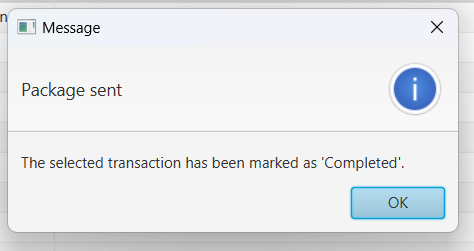 Message
Package sent
The selected transaction has been marked as 'Completed'.
OK